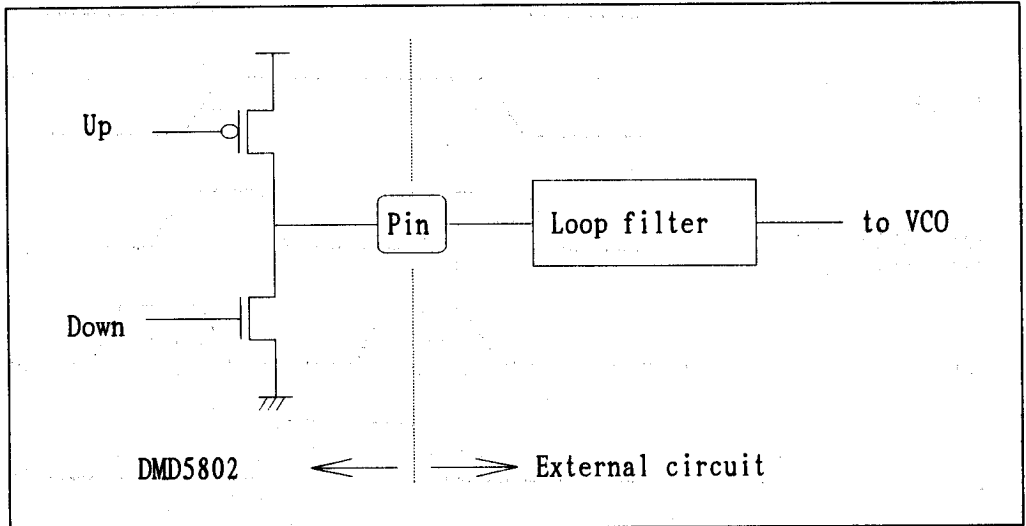 Up
Pin
Loop filter
to VCO
Down
DMD5802
External circuit